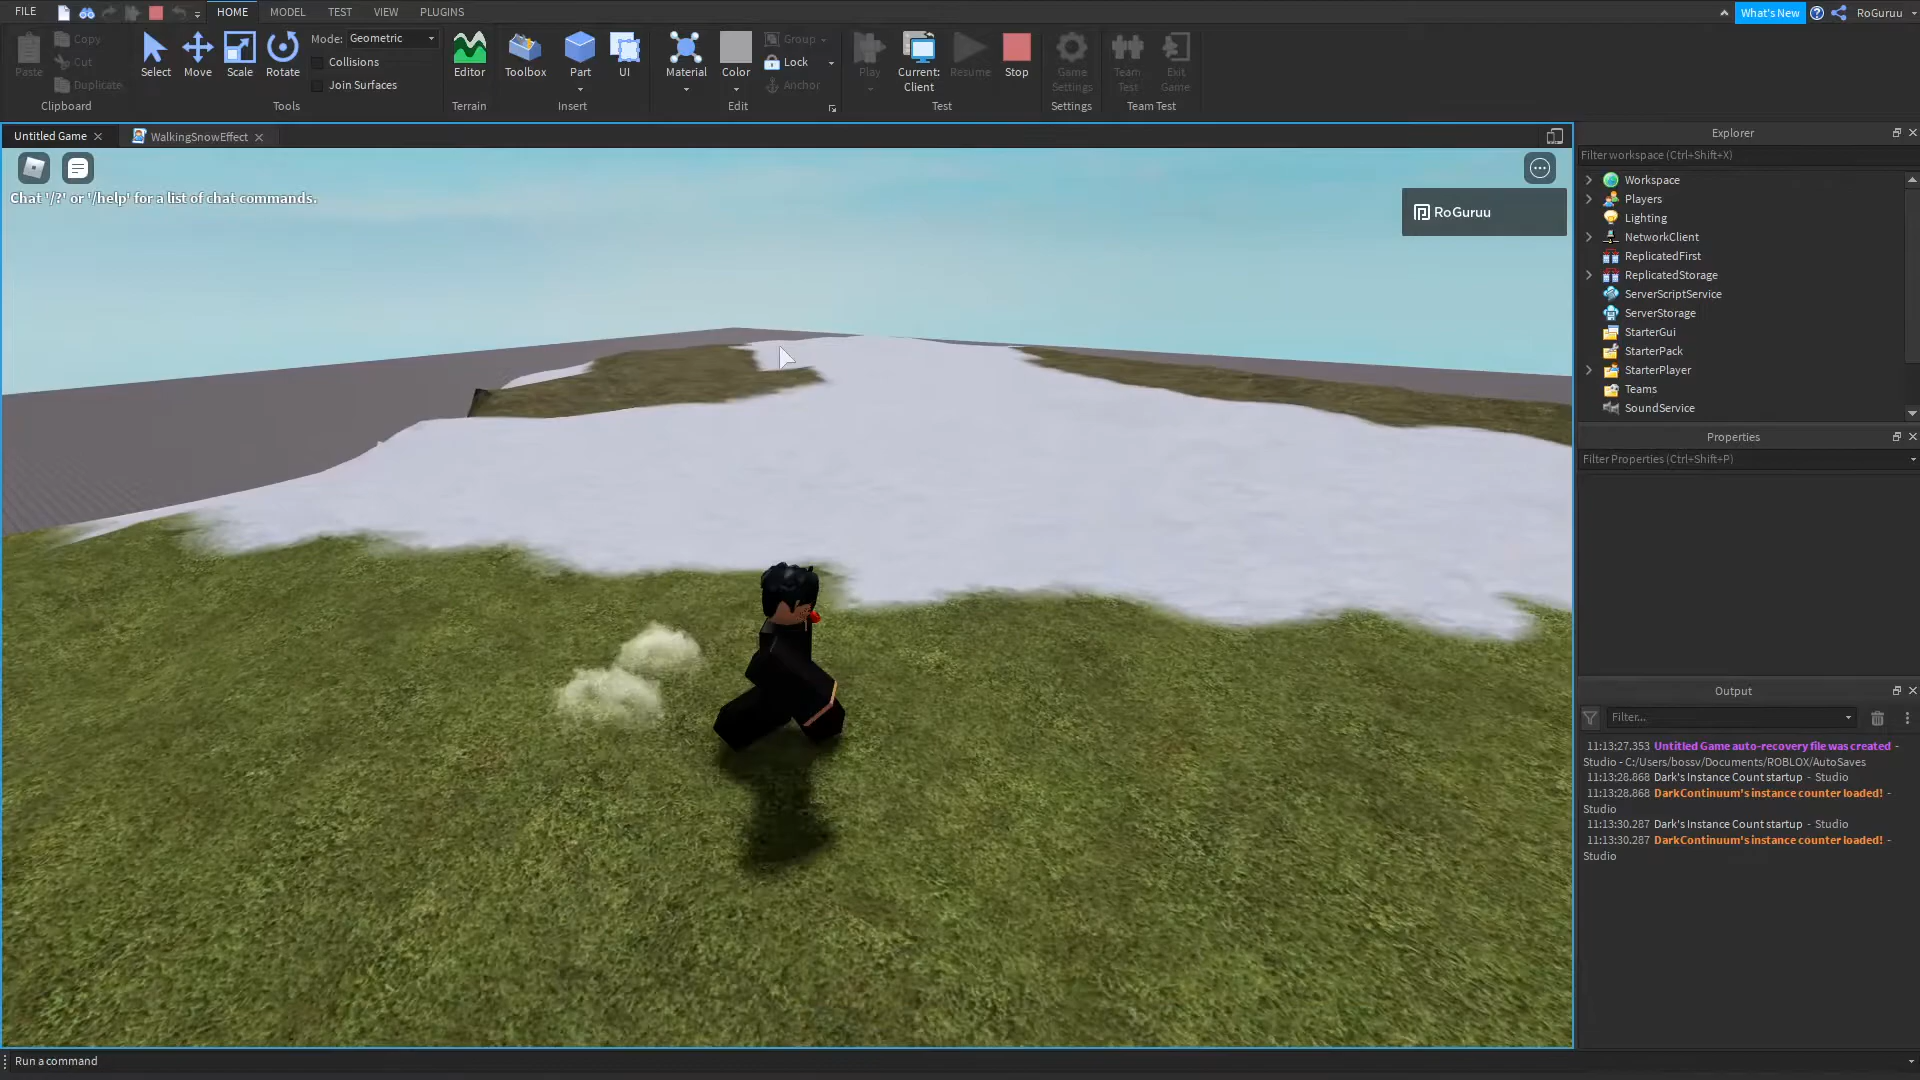 FILE
HOME
MODEL
TEST
VIEW
PLUGINS
What's New
RoGuruu
Paste
Copy
Cut
Duplicate
Clipboard
Select
Move
Scale
Rotate
Mode: Geometric
Collisions
Join Surfaces
Tools
Editor
Terrain
Toolbox
Part
UI
Insert
Material
Color
Group
Lock
Anchor
Edit
Play
Current:
Client
Resume
Stop
Test
Game
Settings
Settings
Team
Test
Exit
Game
Team Test
Untitled Game
WalkingSnowEffect
Chat '/?' or '/help' for a list of chat commands.
RoGuruu
Explorer
Filter workspace (Ctrl+Shift+X)
Workspace
Players
Lighting
NetworkClient
ReplicatedFirst
ReplicatedStorage
ServerScriptService
ServerStorage
StarterGui
StarterPack
StarterPlayer
Teams
SoundService
Properties
Filter Properties (Ctrl+Shift+P)
Output
Filter...
11:13:27.353 Untitled Game auto-recovery file was created -
Studio - C:/Users/bossv/Documents/ROBLOX/AutoSaves
11:13:28.868 Dark's Instance Count startup - Studio
11:13:28.868 DarkContinuum's instance counter loaded! -
Studio
11:13:30.287 Dark's Instance Count startup - Studio
11:13:30.287 DarkContinuum's instance counter loaded! -
Studio
Run a command